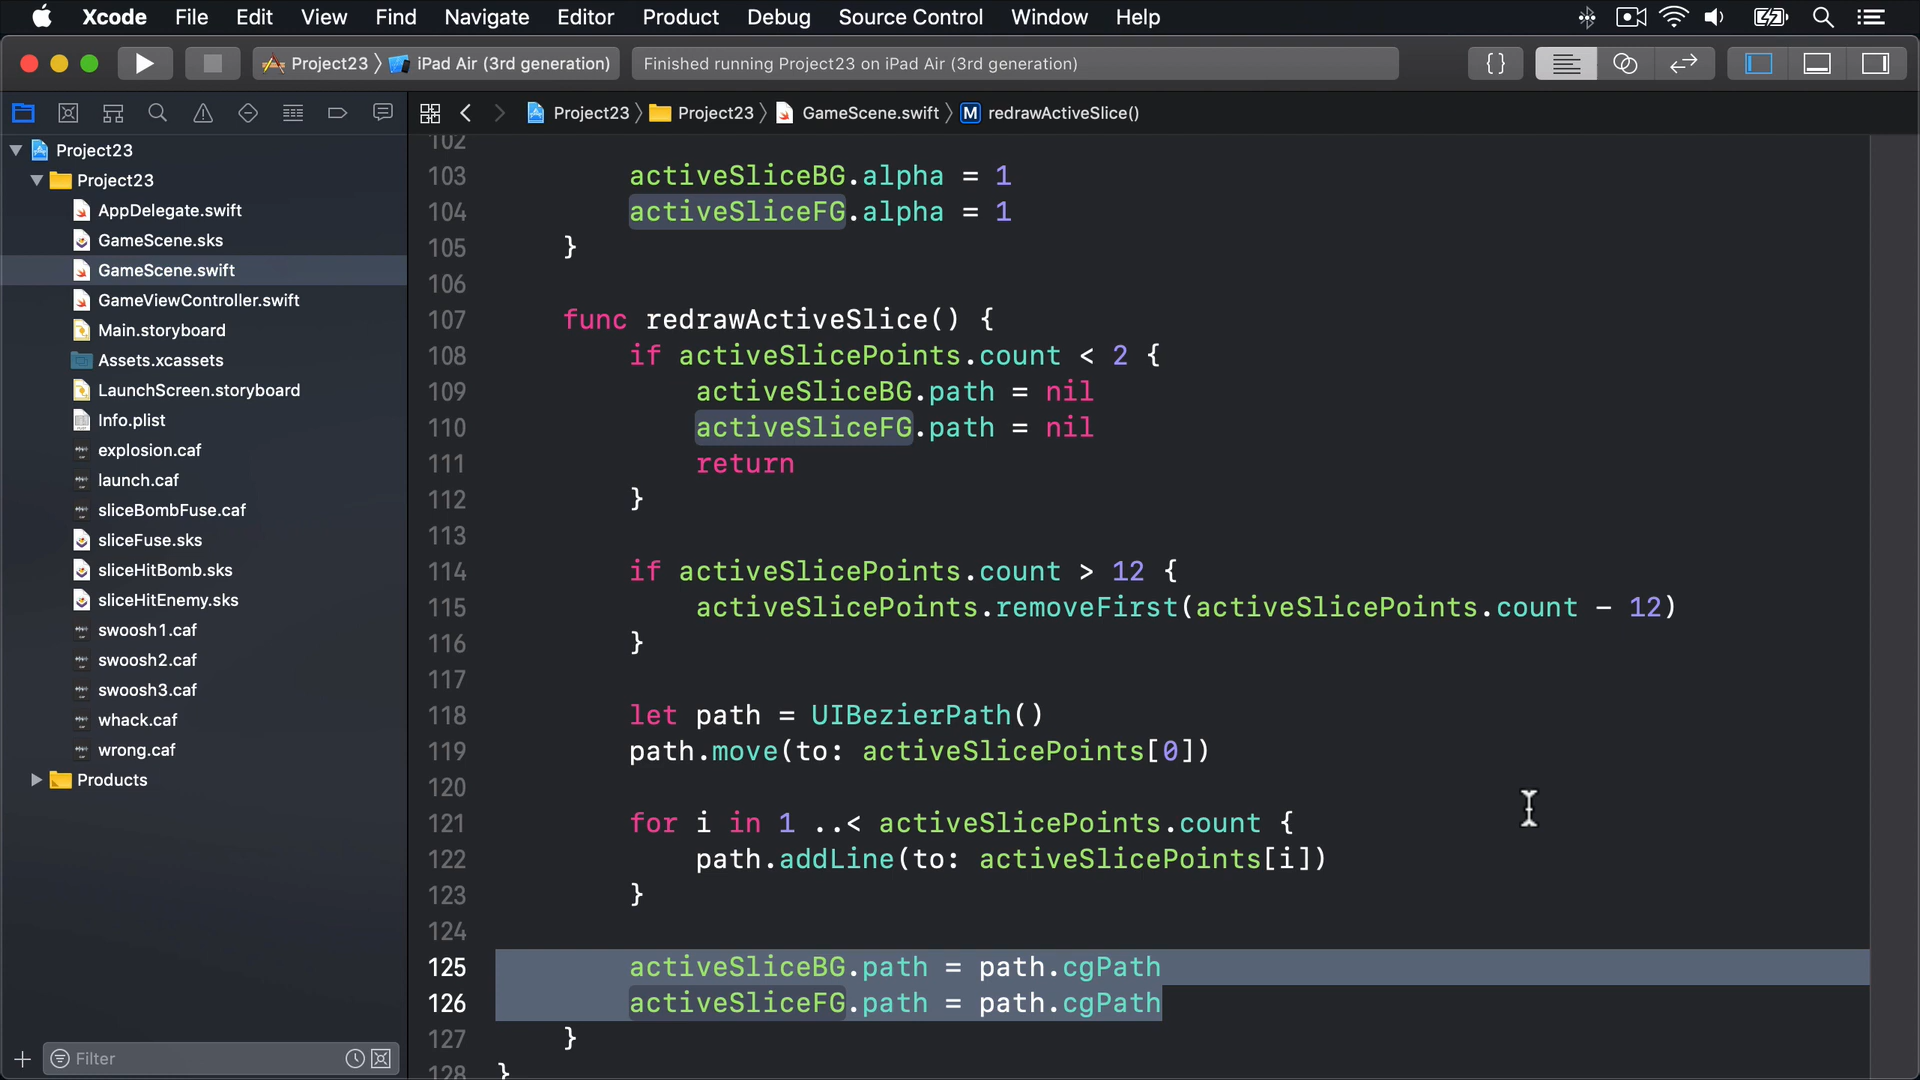 Xcode File Edit View Find Navigate Editor Product Debug Source Control Window Help
Project23 iPad Air (3rd generation) Finished running Project23 on iPad Air (3rd generation) {}
Project23 Project23 GameScene.swift M redrawActiveSlice()
Project23
Project23
AppDelegate.swift
GameScene.sks
GameScene.swift
GameViewController.swift
Main.storyboard
Assets.xcassets
LaunchScreen.storyboard
Info.plist
explosion.caf
launch.caf
sliceBombFuse.caf
sliceFuse.sks
sliceHitBomb.sks
sliceHitEnemy.sks
swoosh1.caf
swoosh2.caf
swoosh3.caf
whack.caf
wrong.caf
Products
Filter
102
103 activeSliceBG.alpha = 1
104 activeSliceFG.alpha = 1
105 }
106
107 func redrawActiveSlice() {
108 if activeSlicePoints.count < 2 {
109 activeSliceBG.path = nil
110 activeSliceFG.path = nil
111 return
112 }
113
114 if activeSlicePoints.count > 12 {
115 activeSlicePoints.removeFirst(activeSlicePoints.count - 12)
116 }
117
118 let path = UIBezierPath()
119 path.move(to: activeSlicePoints[0])
120
121 for i in 1 ..< activeSlicePoints.count {
122 path.addLine(to: activeSlicePoints[i])
123 }
124
125 activeSliceBG.path = path.cgPath
126 activeSliceFG.path = path.cgPath
127 }
128 }